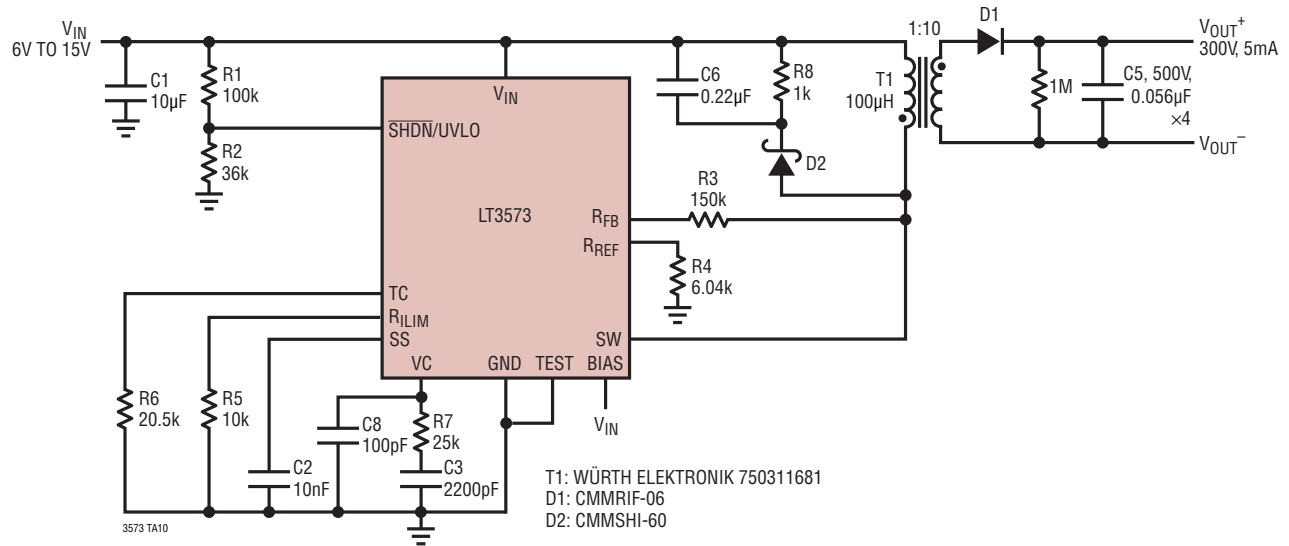 VIN
6V TO 15V
C1
10µF
R1
100k
R2
36k
VIN
SHDN/UVLO
LT3573
RFB
RREF
TC
RILIM
SS
SW
VC
GND
TEST
BIAS
VIN
C6
0.22µF
R8
1k
D2
R3
150k
R4
6.04k
T1
100µH
1:10
D1
1M
C5, 500V,
0.056µF
×4
VOUT+
300V, 5mA
VOUT−
R6
20.5k
R5
10k
C2
10nF
C8
100pF
R7
25k
C3
2200pF
T1: WÜRTH ELEKTRONIK 750311681
D1: CMMRIF-06
D2: CMMSHI-60
3573 TA10